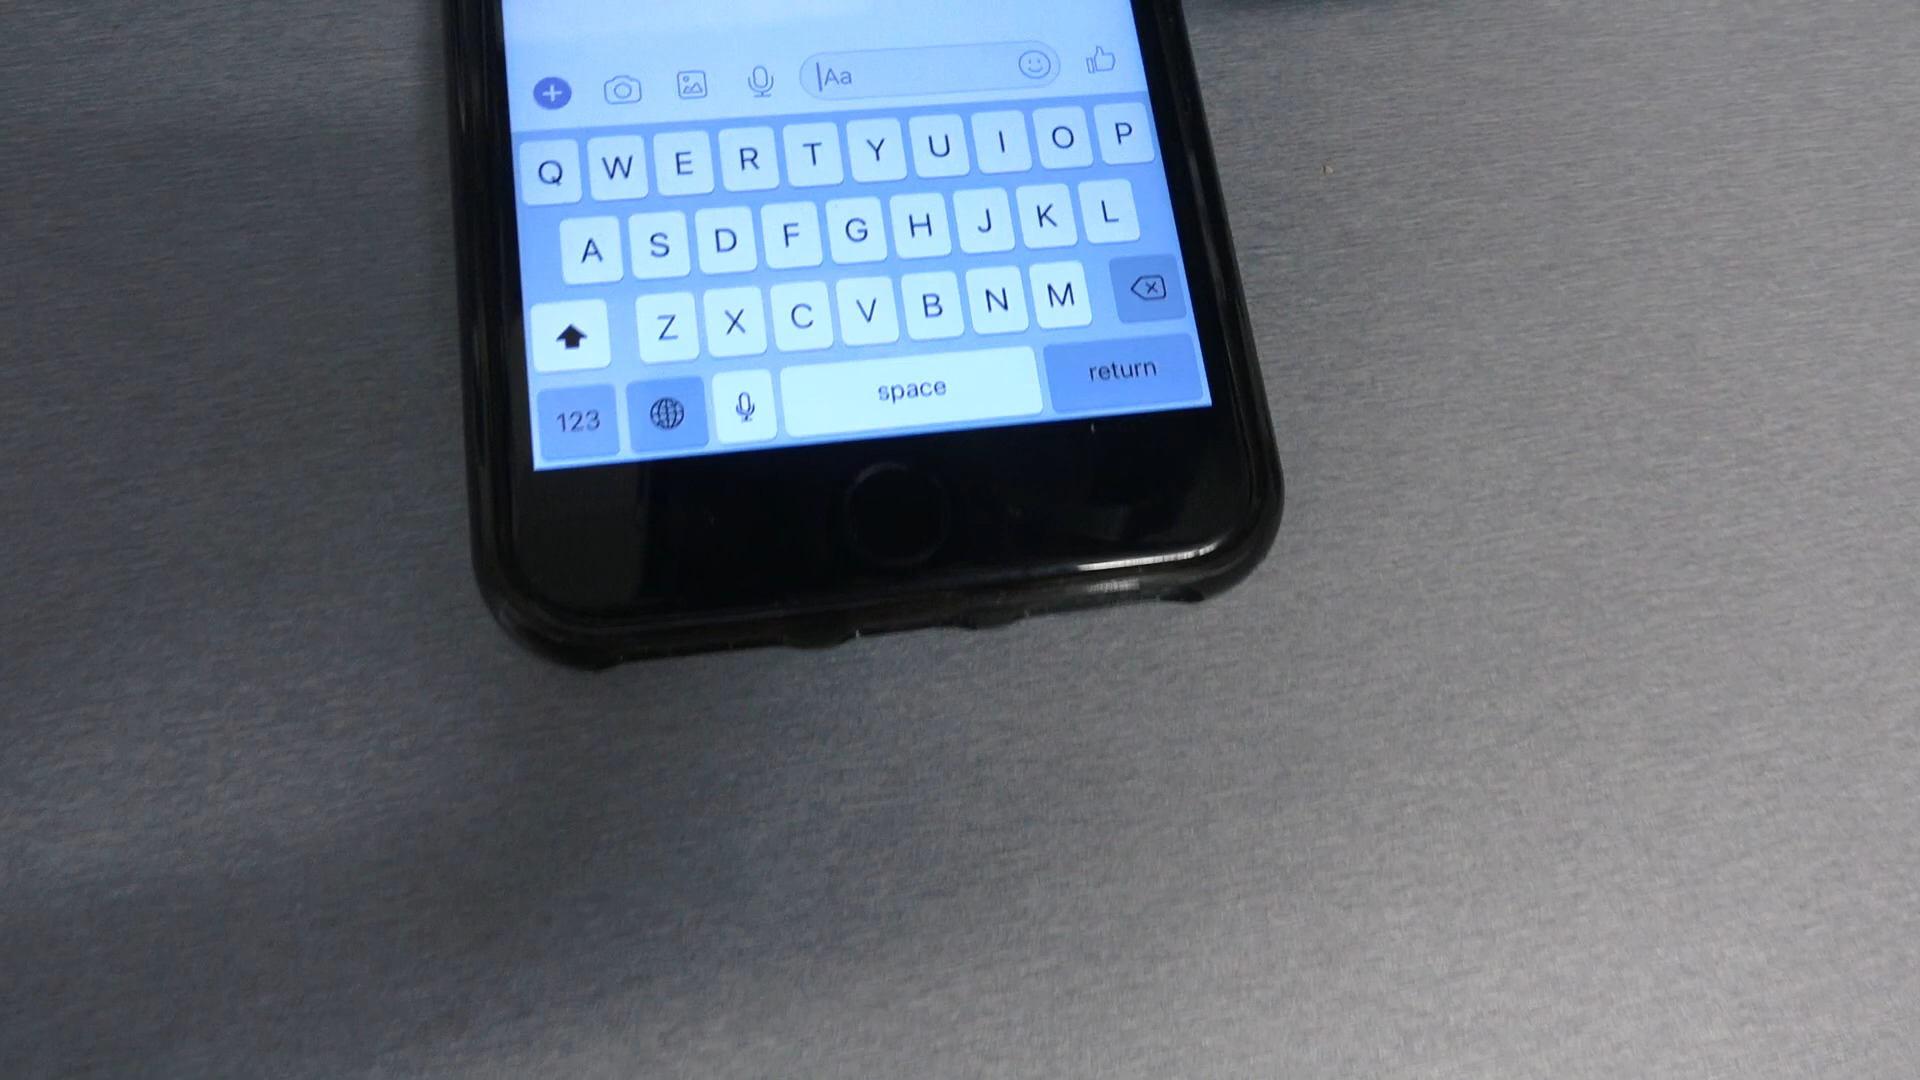 Aa
Q W E R T Y U I O P
A S D F G H J K L
Z X C V B N M
123 space return